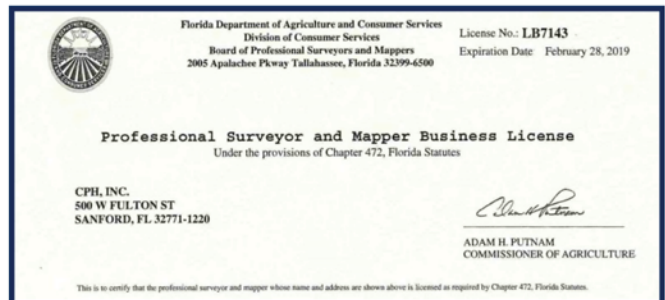 Florida Department of Agriculture and Consumer Services
Division of Consumer Services
Board of Professional Surveyors and Mappers
2005 Apalachee Pkway Tallahassee, Florida 32399-6500
License No.: LB7143
Expiration Date February 28, 2019
Professional Surveyor and Mapper Business License
Under the provisions of Chapter 472, Florida Statutes
CPH, INC.
500 W FULTON ST
SANFORD, FL 32771-1220
ADAM H. PUTNAM
COMMISSIONER OF AGRICULTURE
This is to certify that the professional surveyor and mapper whose name and address are shown above is licensed as required by Chapter 472, Florida Statutes.